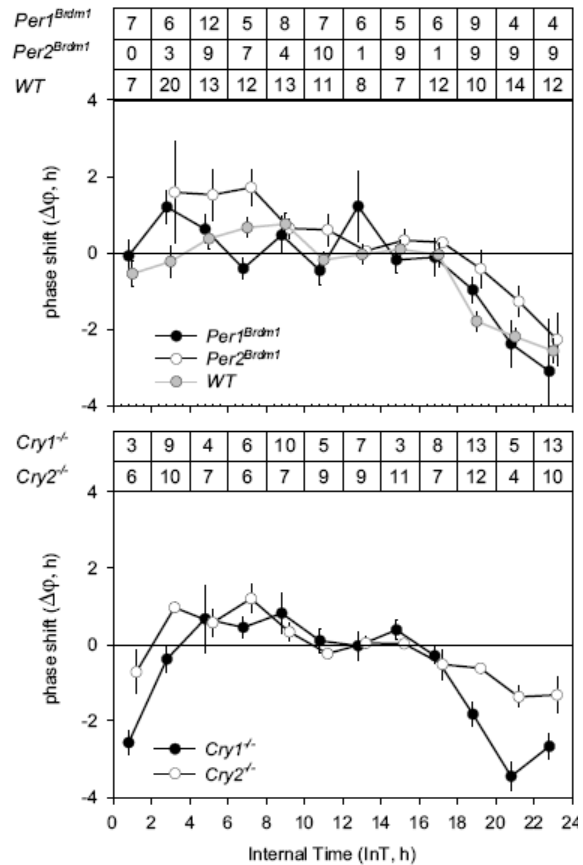 Per1Brdm1 7 6 12 5 8 7 6 5 6 9 4 4
Per2Brdm1 0 3 9 7 4 10 1 9 1 9 9 9
WT 7 20 13 12 13 11 8 7 12 10 14 12
4
2
0
-2
-4
phase shift (Δφ, h)
Per1Brdm1
Per2Brdm1
WT
Cry1-/- 3 9 4 6 10 5 7 3 8 13 5 13
Cry2-/- 6 10 7 6 7 9 9 11 7 12 4 10
4
2
0
-2
-4
phase shift (Δφ, h)
Cry1-/-
Cry2-/-
0 2 4 6 8 10 12 14 16 18 20 22 24
Internal Time (InT, h)